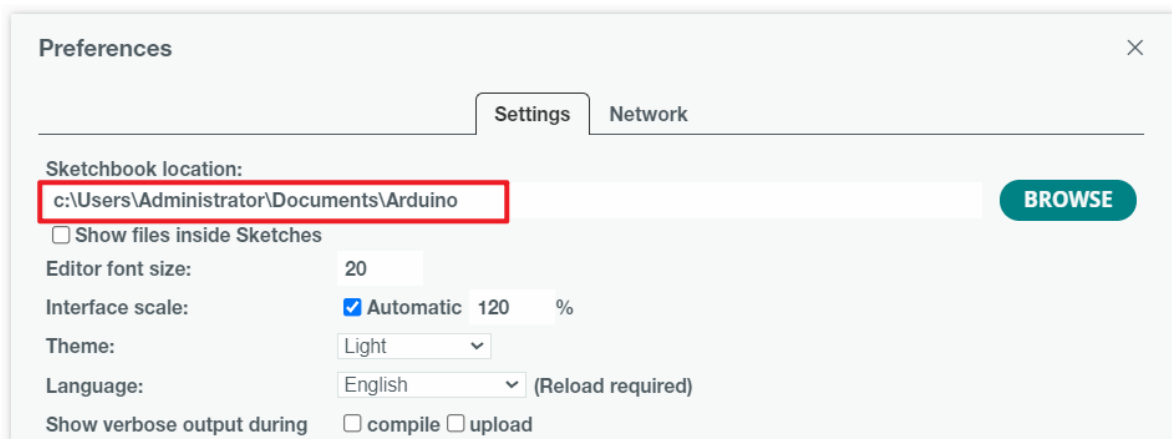 Preferences
Settings Network
Sketchbook location:
c:\Users\Administrator\Documents\Arduino BROWSE
Show files inside Sketches
Editor font size: 20
Interface scale: Automatic 120 %
Theme: Light
Language: English (Reload required)
Show verbose output during compile upload